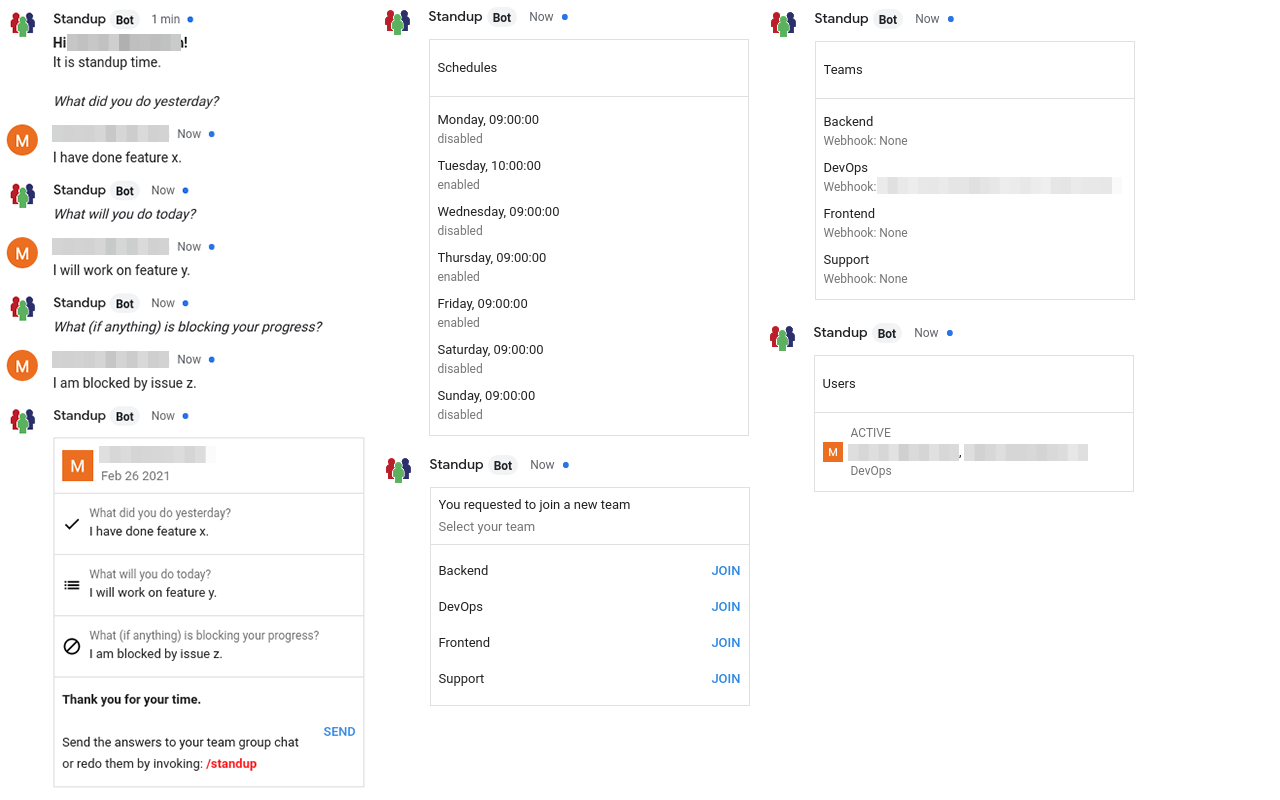 Standup Bot 1 min
Hi !
It is standup time.
What did you do yesterday?
M Now
I have done feature x.
Standup Bot Now
What will you do today?
M Now
I will work on feature y.
Standup Bot Now
What (if anything) is blocking your progress?
M Now
I am blocked by issue z.
Standup Bot Now
M
Feb 26 2021
What did you do yesterday?
I have done feature x.
What will you do today?
I will work on feature y.
What (if anything) is blocking your progress?
I am blocked by issue z.
Thank you for your time.
SEND
Send the answers to your team group chat
or redo them by invoking: /standup
Standup Bot Now
Schedules
Monday, 09:00:00
disabled
Tuesday, 10:00:00
enabled
Wednesday, 09:00:00
disabled
Thursday, 09:00:00
enabled
Friday, 09:00:00
enabled
Saturday, 09:00:00
disabled
Sunday, 09:00:00
disabled
Standup Bot Now
You requested to join a new team
Select your team
Backend JOIN
DevOps JOIN
Frontend JOIN
Support JOIN
Standup Bot Now
Teams
Backend
Webhook: None
DevOps
Webhook:
Frontend
Webhook: None
Support
Webhook: None
Standup Bot Now
Users
ACTIVE
M ,
DevOps